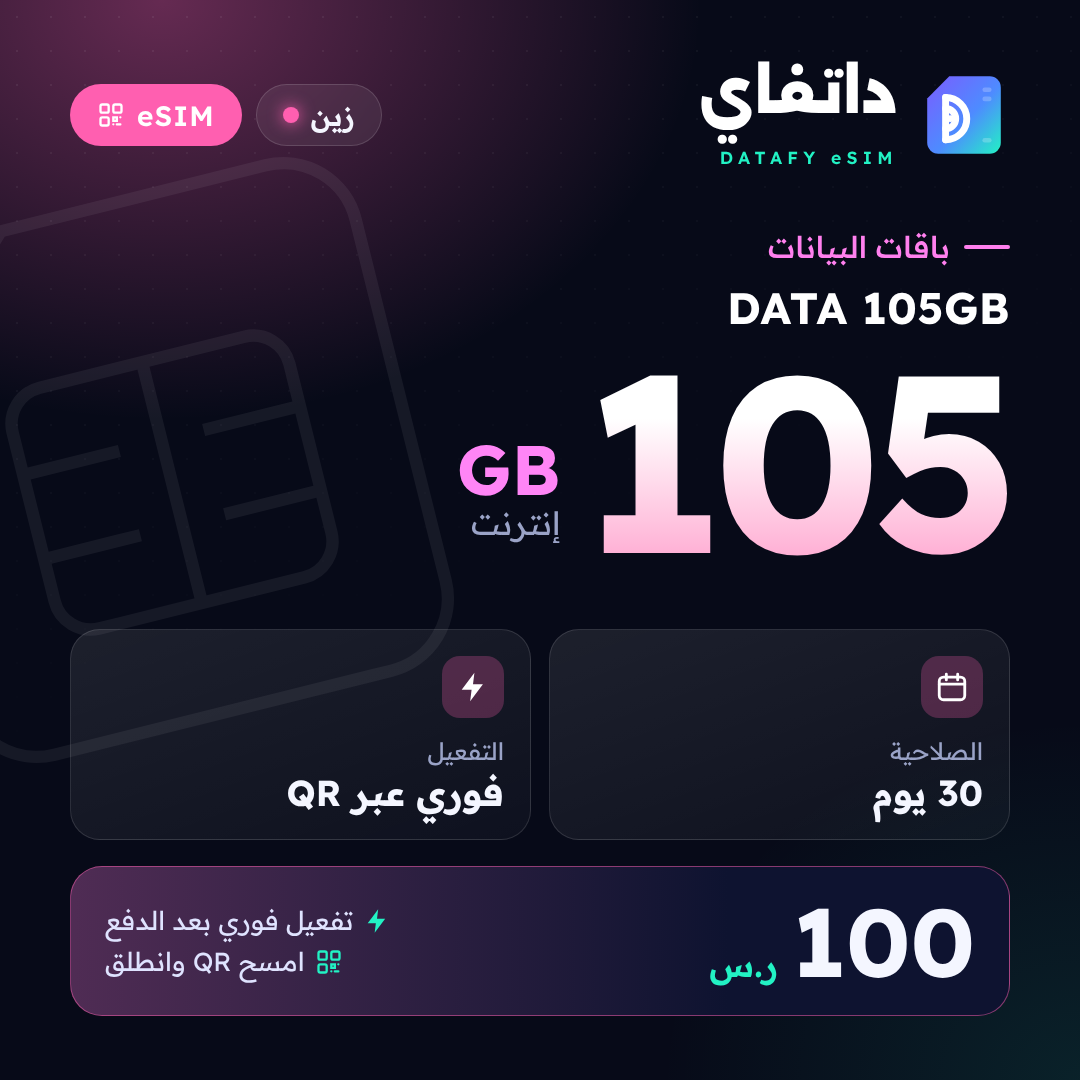 داتفاي
DATAFY eSIM
زين
eSIM
باقات البيانات
DATA 105GB
105
GB
إنترنت
الصلاحية
30 يوم
التفعيل
فوري عبر QR
100 ر.س
تفعيل فوري بعد الدفع
امسح QR وانطلق